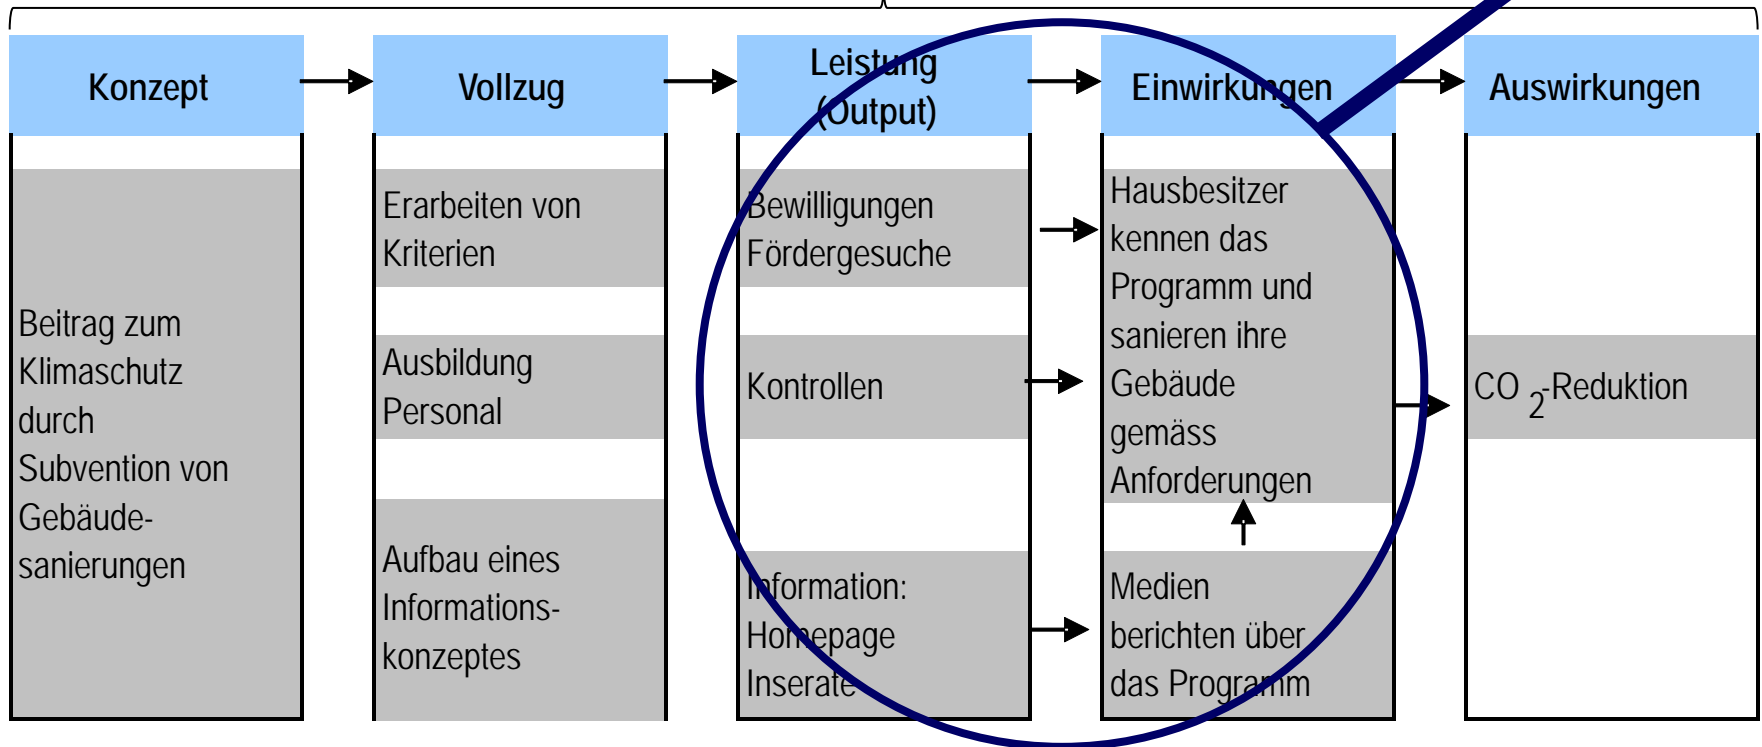 Konzept
Vollzug
Leistung
(Output)
Einwirkungen
Auswirkungen
Beitrag zum
Klimaschutz
durch
Subvention von
Gebäude-
sanierungen
Erarbeiten von
Kriterien
Ausbildung
Personal
Aufbau eines
Informations-
konzeptes
Bewilligungen
Fördergesuche
Kontrollen
Information:
Homepage
Inserate
Hausbesitzer
kennen das
Programm und
sanieren ihre
Gebäude
gemäss
Anforderungen
Medien
berichten über
das Programm
CO 2-Reduktion